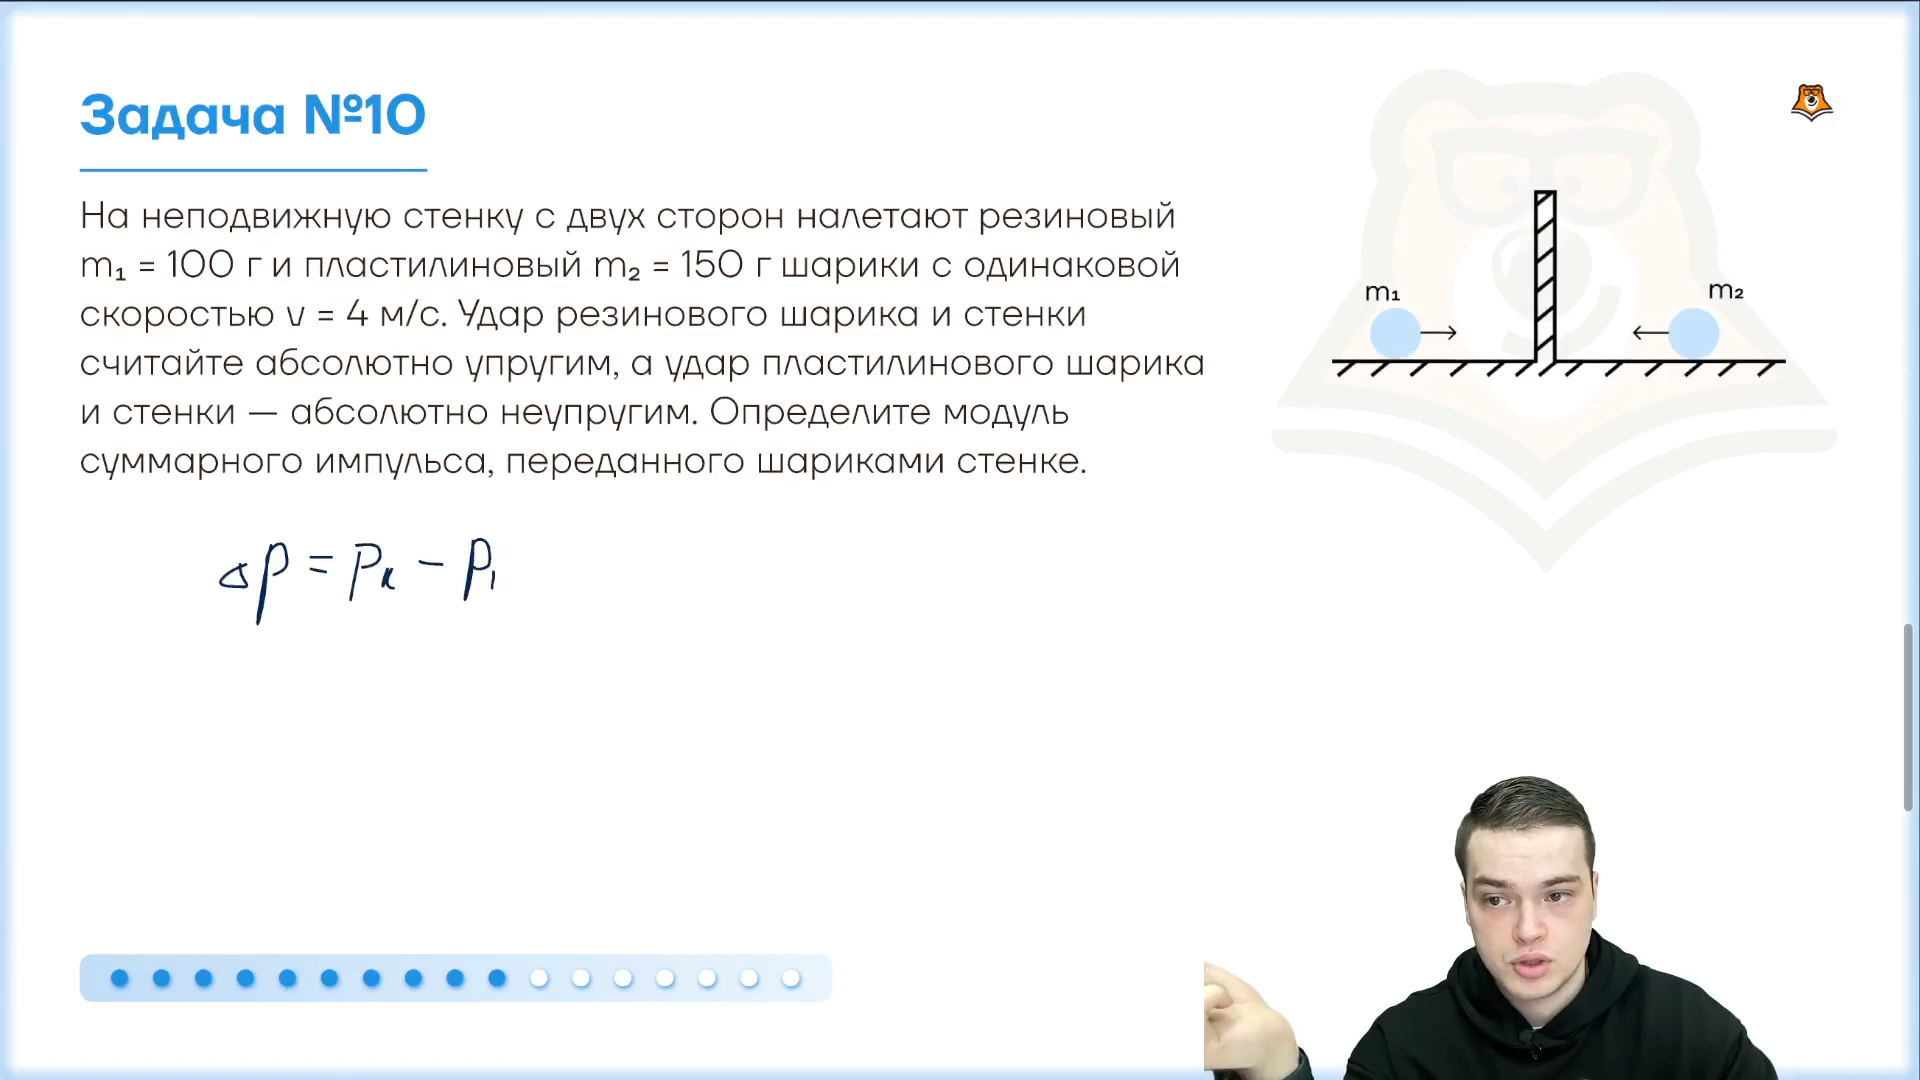 Задача №10
На неподвижную стенку с двух сторон налетают резиновый
m₁ = 100 г и пластилиновый m₂ = 150 г шарики с одинаковой
скоростью v = 4 м/с. Удар резинового шарика и стенки
считайте абсолютно упругим, а удар пластилинового шарика
и стенки — абсолютно неупругим. Определите модуль
суммарного импульса, переданного шариками стенке.
m₁
m₂
Δp = pк - p₁